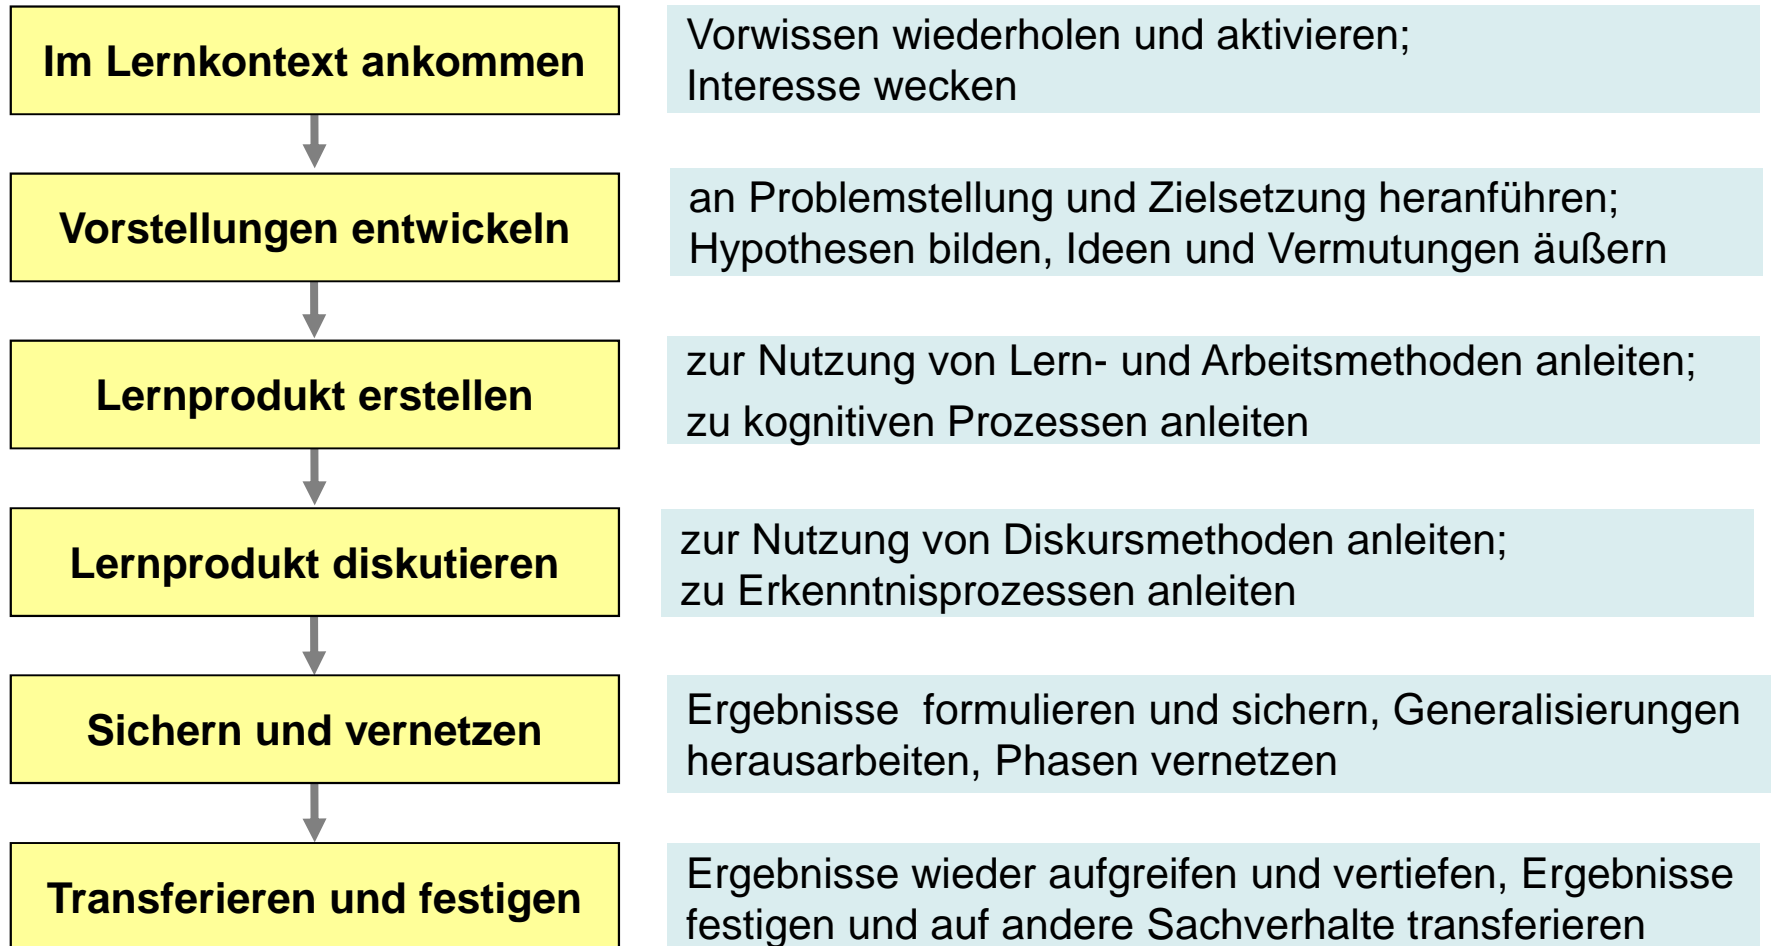 Im Lernkontext ankommen
Vorwissen wiederholen und aktivieren;
Interesse wecken
Vorstellungen entwickeln
an Problemstellung und Zielsetzung heranführen;
Hypothesen bilden, Ideen und Vermutungen äußern
Lernprodukt erstellen
zur Nutzung von Lern- und Arbeitsmethoden anleiten;
zu kognitiven Prozessen anleiten
Lernprodukt diskutieren
zur Nutzung von Diskursmethoden anleiten;
zu Erkenntnisprozessen anleiten
Sichern und vernetzen
Ergebnisse  formulieren und sichern, Generalisierungen
herausarbeiten, Phasen vernetzen
Transferieren und festigen
Ergebnisse wieder aufgreifen und vertiefen, Ergebnisse
festigen und auf andere Sachverhalte transferieren